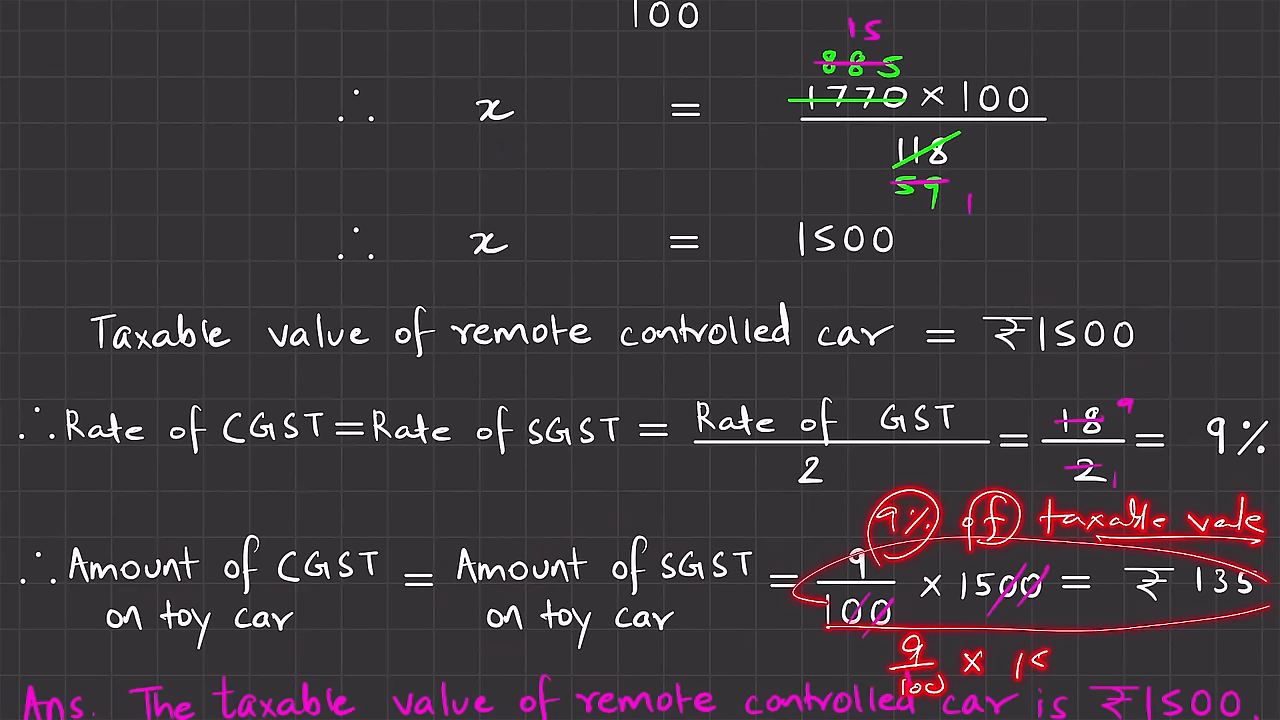 100
15
885
∴ x = 1770 × 100
118
59 1
∴ x = 1500
Taxable value of remote controlled car = ₹1500
∴ Rate of CGST = Rate of SGST = Rate of GST / 2 = 18 / 2 = 9%
9
1
9% of taxable vale
∴ Amount of CGST on toy car = Amount of SGST on toy car = 9/100 × 1500 = ₹ 135
9/100 × 15
Ans. The taxable value of remote controlled car is ₹1500.